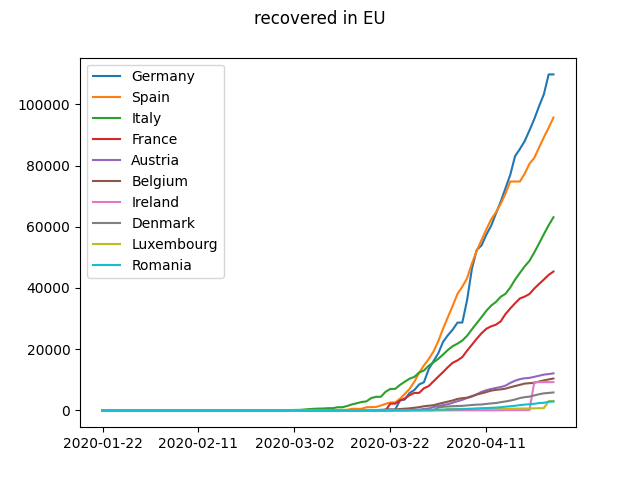 recovered in EU
Germany
Spain
Italy
France
Austria
Belgium
Ireland
Denmark
Luxembourg
Romania
100000
80000
60000
40000
20000
0
2020-01-22 2020-02-11 2020-03-02 2020-03-22 2020-04-11